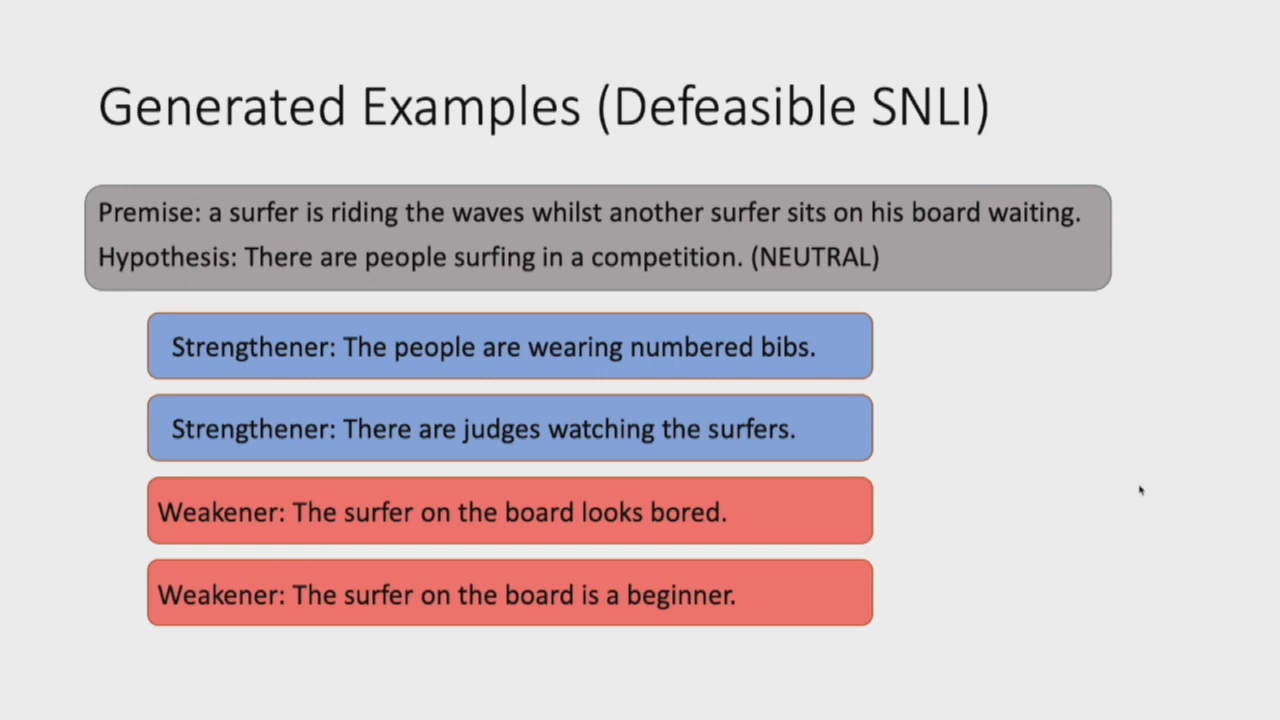 Generated Examples (Defeasible SNLI)
Premise: a surfer is riding the waves whilst another surfer sits on his board waiting.
Hypothesis: There are people surfing in a competition. (NEUTRAL)
Strengthener: The people are wearing numbered bibs.
Strengthener: There are judges watching the surfers.
Weakener: The surfer on the board looks bored.
Weakener: The surfer on the board is a beginner.